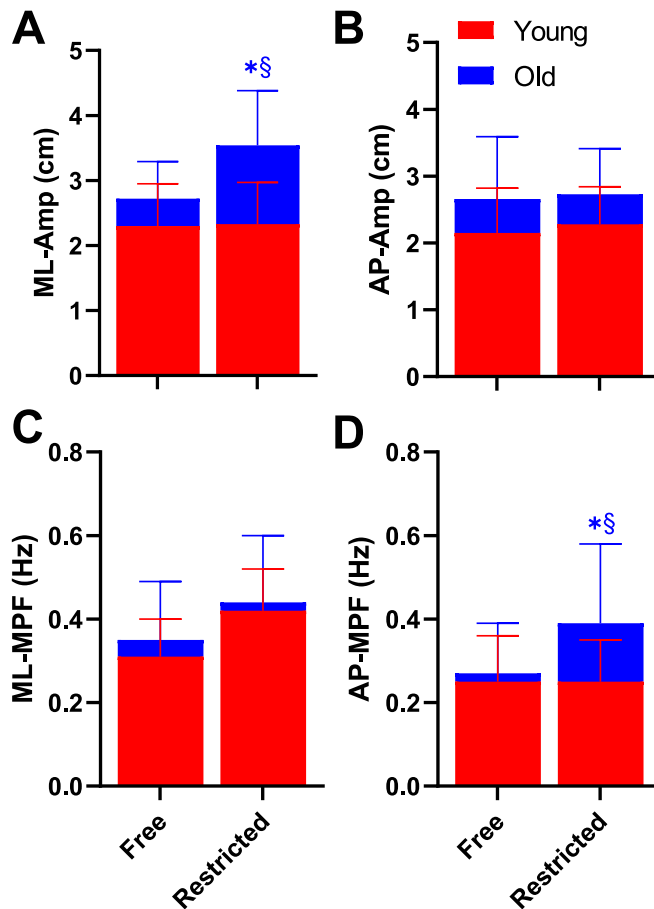 A
ML-Amp (cm)
5
4
3
2
1
0
*§
B
AP-Amp (cm)
5
4
3
2
1
0
Young
Old
C
ML-MPF (Hz)
0.8
0.6
0.4
0.2
0.0
Free
Restricted
D
AP-MPF (Hz)
0.8
0.6
0.4
0.2
0.0
*§
Free
Restricted